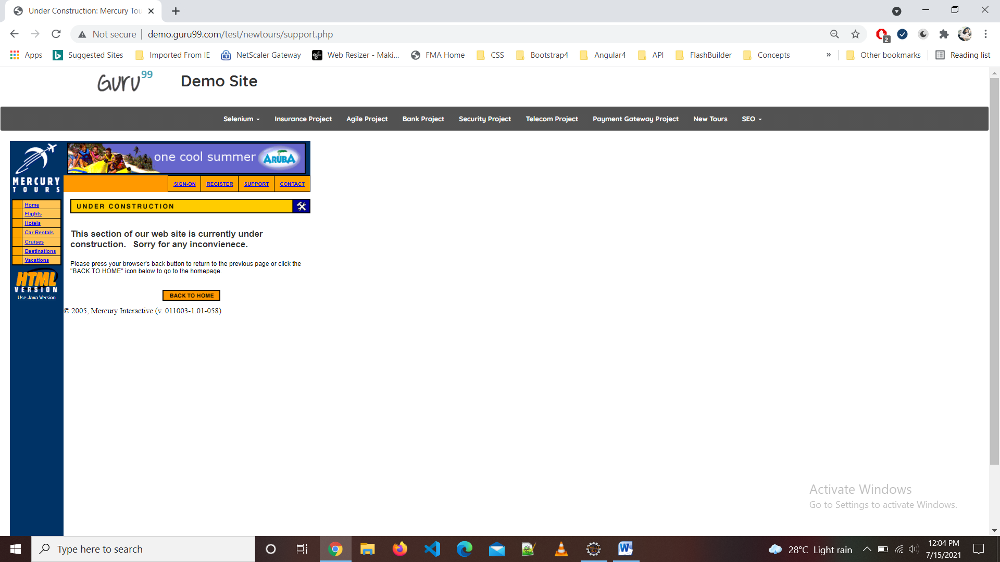 Under Construction: Mercury Tou
Not secure
demo.guru99.com/test/newtours/support.php
2
Apps
Suggested Sites
Imported From IE
NetScaler Gateway
Web Resizer - Maki...
FMA Home
CSS
Bootstrap4
Angular4
API
FlashBuilder
Concepts
»
Other bookmarks
Reading list
Guru99
Demo Site
Selenium
Insurance Project
Agile Project
Bank Project
Security Project
Telecom Project
Payment Gateway Project
New Tours
SEO
one cool summer
ARUBA
MERCURY
TOURS
SIGN-ON
REGISTER
SUPPORT
CONTACT
Home
Flights
Hotels
Car Rentals
Cruises
Destinations
Vacations
HTML
VERSION
Use Java Version
UNDER CONSTRUCTION
This section of our web site is currently under
construction.   Sorry for any inconvienece.
Please press your browser's back button to return to the previous page or click the
"BACK TO HOME" icon below to go to the homepage.
BACK TO HOME
© 2005, Mercury Interactive (v. 011003-1.01-058)
Activate Windows
Go to Settings to activate Windows.
Type here to search
28°C Light rain
12:04 PM
7/15/2021